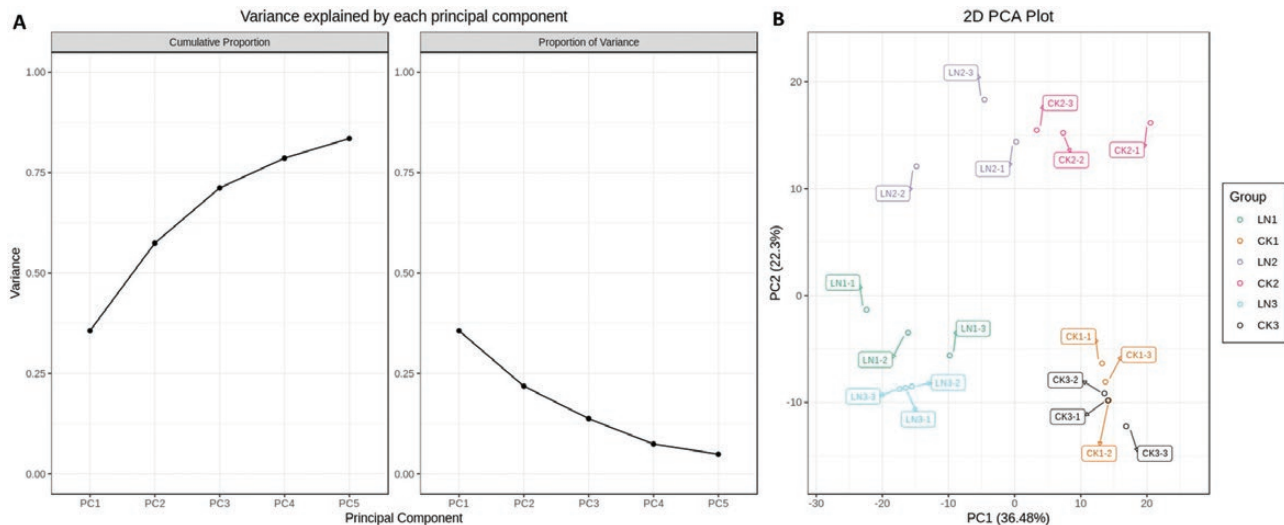 A
Variance explained by each principal component
Cumulative Proportion
Proportion of Variance
1.00
0.75
0.50
0.25
0.00
1.00
0.75
0.50
0.25
0.00
Variance
PC1 PC2 PC3 PC4 PC5
PC1 PC2 PC3 PC4 PC5
Principal Component
B
2D PCA Plot
20
10
0
-10
PC2 (22.3%)
LN2-3
CK2-3
CK2-1
CK2-2
LN2-1
LN2-2
LN1-1
LN1-3
LN1-2
CK1-1
CK1-3
CK3-2
LN3-2
LN3-3
LN3-1
CK3-1
CK1-2
CK3-3
-30 -20 -10 0 10 20
PC1 (36.48%)
Group
LN1
CK1
LN2
CK2
LN3
CK3